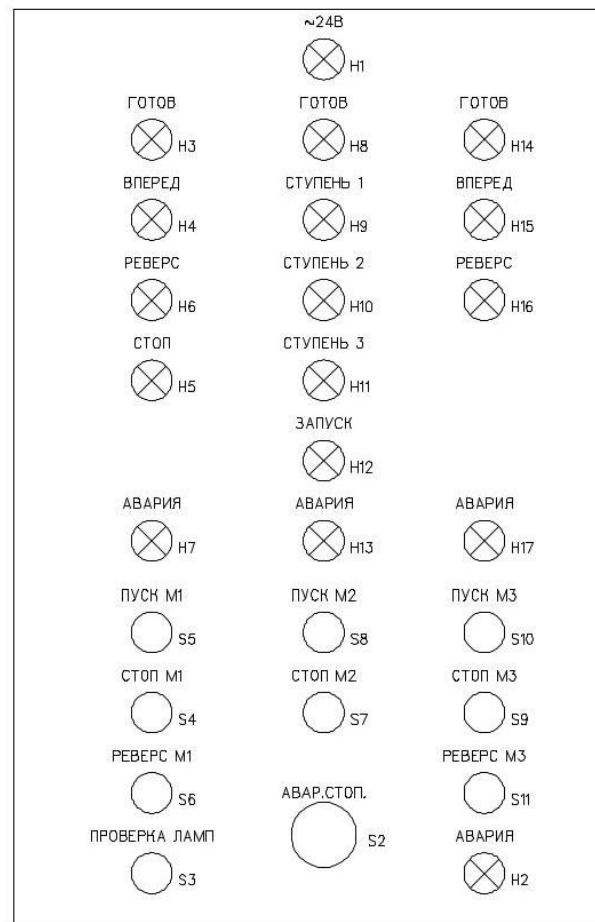 ~24В
H1
ГОТОВ ГОТОВ ГОТОВ
H3 H8 H14
ВПЕРЕД СТУПЕНЬ 1 ВПЕРЕД
H4 H9 H15
РЕВЕРС СТУПЕНЬ 2 РЕВЕРС
H6 H10 H16
СТОП СТУПЕНЬ 3
H5 H11
ЗАПУСК
H12
АВАРИЯ АВАРИЯ АВАРИЯ
H7 H13 H17
ПУСК М1 ПУСК М2 ПУСК М3
S5 S8 S10
СТОП М1 СТОП М2 СТОП М3
S4 S7 S9
РЕВЕРС М1 РЕВЕРС М3
S6 S11
АВАР.СТОП.
S2
ПРОВЕРКА ЛАМП АВАРИЯ
S3 H2